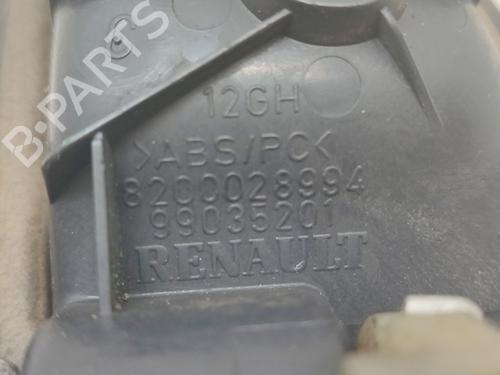 B-PARTS
12GH
>ABS/PC<
8200028994
99035201
RENAULT